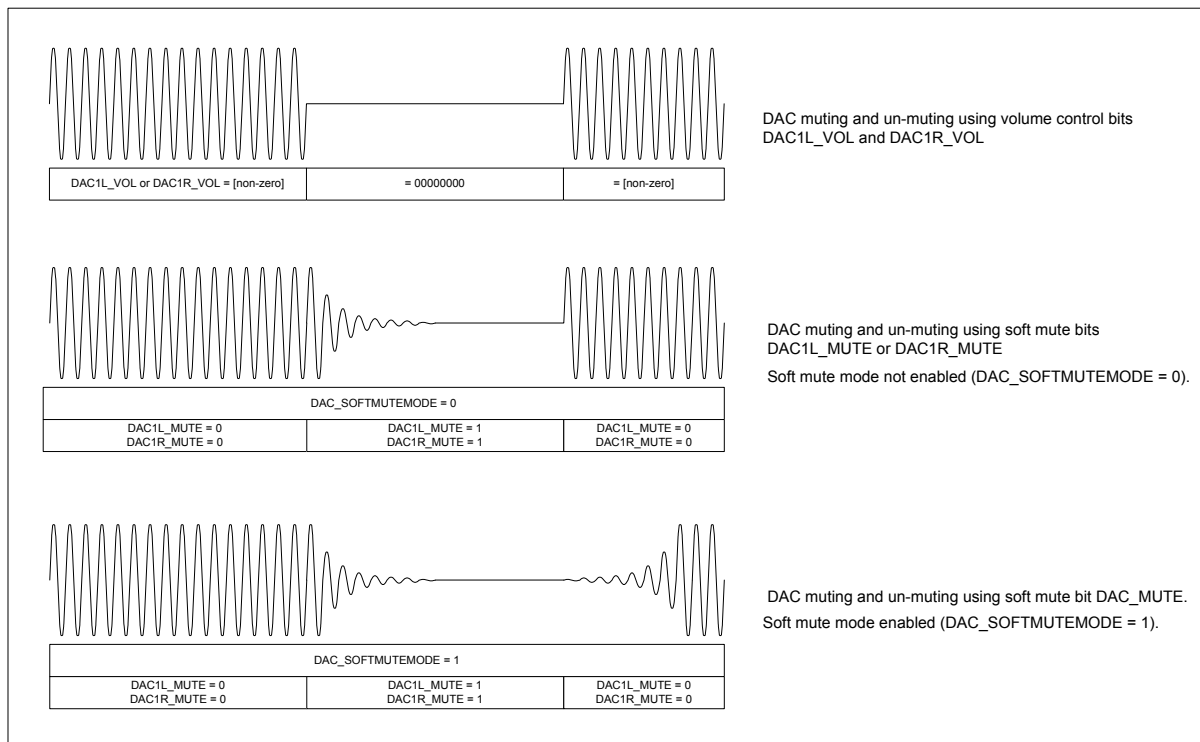 DAC muting and un-muting using volume control bits
DAC1L_VOL and DAC1R_VOL
DAC1L_VOL or DAC1R_VOL = [non-zero]
= 00000000
= [non-zero]
DAC muting and un-muting using soft mute bits
DAC1L_MUTE or DAC1R_MUTE
Soft mute mode not enabled (DAC_SOFTMUTEMODE = 0).
DAC_SOFTMUTEMODE = 0
DAC1L_MUTE = 0
DAC1R_MUTE = 0
DAC1L_MUTE = 1
DAC1R_MUTE = 1
DAC1L_MUTE = 0
DAC1R_MUTE = 0
DAC muting and un-muting using soft mute bit DAC_MUTE.
Soft mute mode enabled (DAC_SOFTMUTEMODE = 1).
DAC_SOFTMUTEMODE = 1
DAC1L_MUTE = 0
DAC1R_MUTE = 0
DAC1L_MUTE = 1
DAC1R_MUTE = 1
DAC1L_MUTE = 0
DAC1R_MUTE = 0